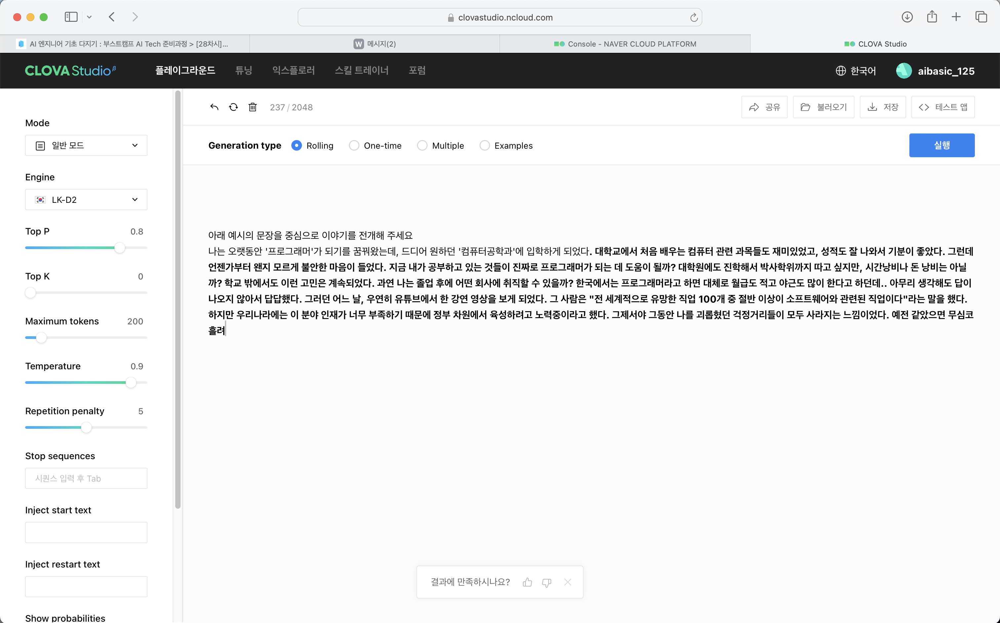 clovastudio.ncloud.com
AI 엔지니어 기초 다지기 : 부스트캠프 AI Tech 준비과정 > [28차시]...
W 메시지(2)
Console - NAVER CLOUD PLATFORM
CLOVA Studio
CLOVA Studio β
플레이그라운드
튜닝
익스플로러
스킬 트레이너
포럼
한국어
aibasic_125
237 / 2048
공유
불러오기
저장
테스트 앱
Mode
일반 모드
Engine
LK-D2
Top P 0.8
Top K 0
Maximum tokens 200
Temperature 0.9
Repetition penalty 5
Stop sequences
시퀀스 입력 후 Tab
Inject start text
Inject restart text
Show probabilities
Generation type Rolling One-time Multiple Examples
실행
아래 예시의 문장을 중심으로 이야기를 전개해 주세요
나는 오랫동안 '프로그래머'가 되기를 꿈꿔왔는데, 드디어 원하던 '컴퓨터공학과'에 입학하게 되었다. 대학교에서 처음 배우는 컴퓨터 관련 과목들도 재미있었고, 성적도 잘 나와서 기분이 좋았다. 그런데
언젠가부터 왠지 모르게 불안한 마음이 들었다. 지금 내가 공부하고 있는 것들이 진짜로 프로그래머가 되는 데 도움이 될까? 대학원에도 진학해서 박사학위까지 따고 싶지만, 시간낭비나 돈 낭비는 아닐
까? 학교 밖에서도 이런 고민은 계속되었다. 과연 나는 졸업 후에 어떤 회사에 취직할 수 있을까? 한국에서는 프로그래머라고 하면 대체로 월급도 적고 야근도 많이 한다고 하던데.. 아무리 생각해도 답이
나오지 않아서 답답했다. 그러던 어느 날, 우연히 유튜브에서 한 강연 영상을 보게 되었다. 그 사람은 "전 세계적으로 유망한 직업 100개 중 절반 이상이 소프트웨어와 관련된 직업이다"라는 말을 했다.
하지만 우리나라에는 이 분야 인재가 너무 부족하기 때문에 정부 차원에서 육성하려고 노력중이라고 했다. 그제서야 그동안 나를 괴롭혔던 걱정거리들이 모두 사라지는 느낌이었다. 예전 같았으면 무심코
흘려
결과에 만족하시나요?